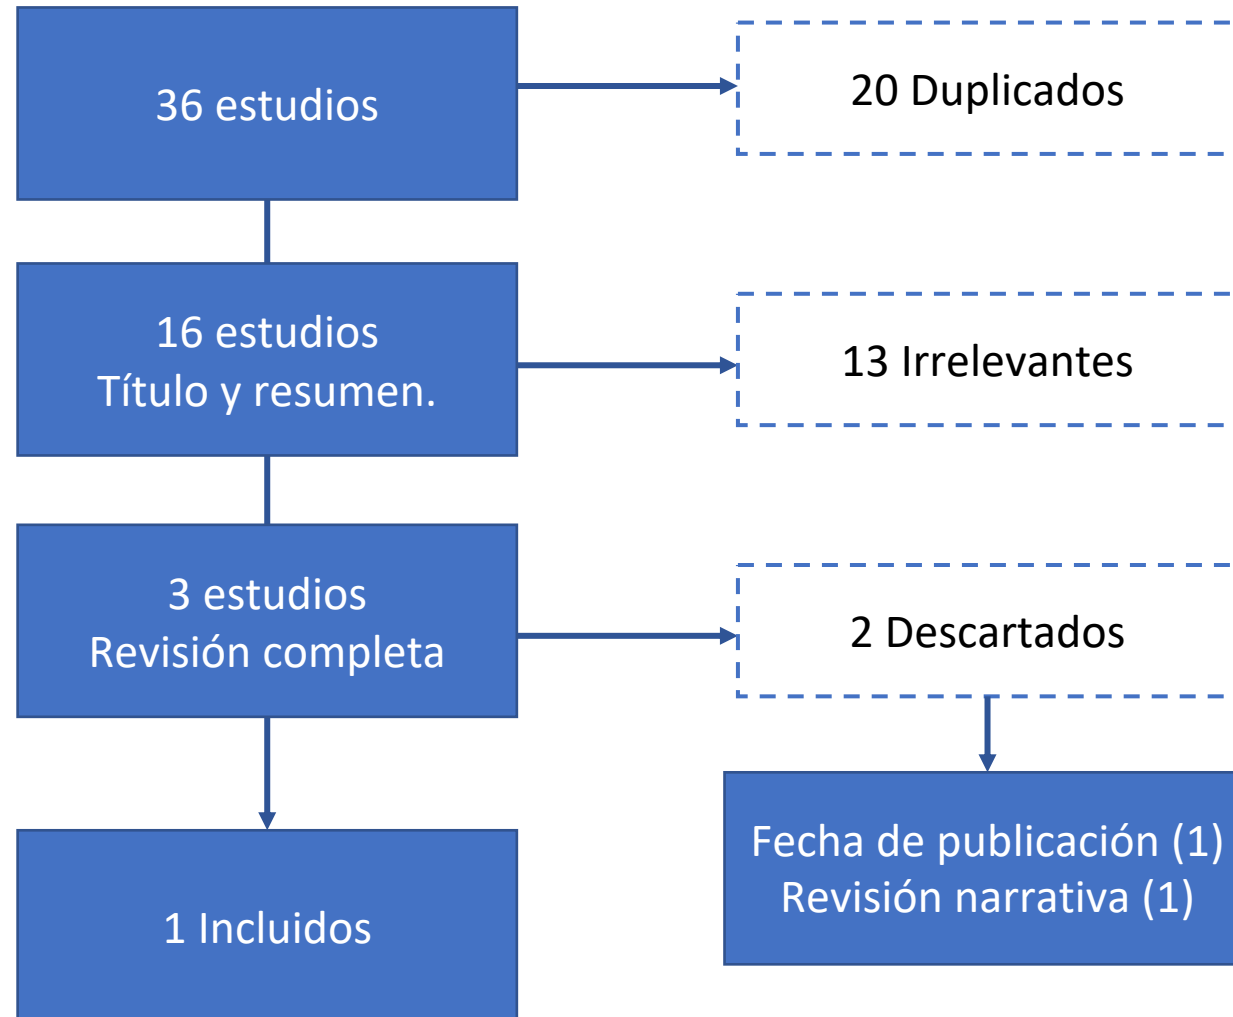 36 estudios
20 Duplicados
16 estudios
Título y resumen.
13 Irrelevantes
3 estudios
Revisión completa
2 Descartados
Fecha de publicación (1)
Revisión narrativa (1)
1 Incluidos